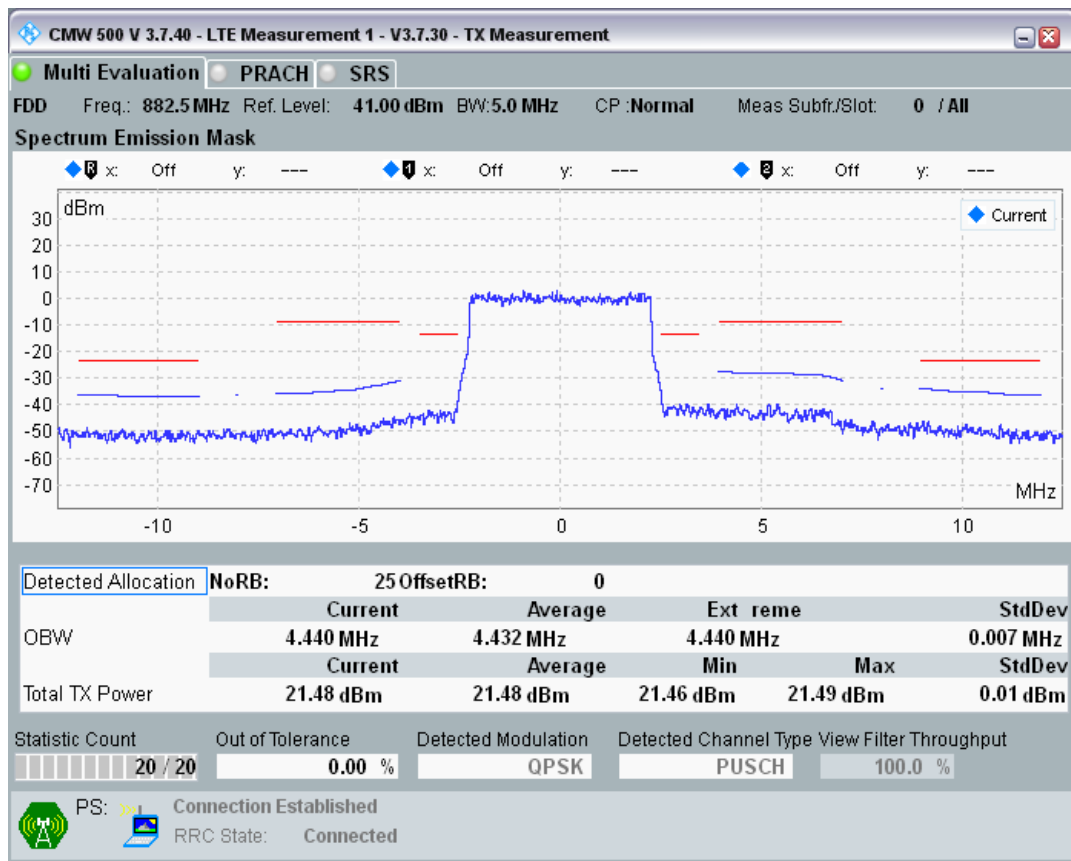 CMW 500 V 3.7.40 - LTE Measurement 1 - V3.7.30 - TX Measurement
Multi Evaluation PRACH SRS
FDD Freq.: 882.5 MHz Ref. Level: 41.00 dBm BW:5.0 MHz CP :Normal Meas Subfr./Slot: 0 / All
Spectrum Emission Mask
R x: Off y: --- 1 x: Off y: --- 2 x: Off y: ---
dBm
Current
30
20
10
0
-10
-20
-30
-40
-50
-60
-70
MHz
-10 -5 0 5 10
Detected Allocation NoRB: 25 OffsetRB: 0
Current Average Ext reme StdDev
OBW 4.440 MHz 4.432 MHz 4.440 MHz 0.007 MHz
Current Average Min Max StdDev
Total TX Power 21.48 dBm 21.48 dBm 21.46 dBm 21.49 dBm 0.01 dBm
Statistic Count Out of Tolerance Detected Modulation Detected Channel Type View Filter Throughput
20 / 20 0.00 % QPSK PUSCH 100.0 %
PS: Connection Established
RRC State: Connected